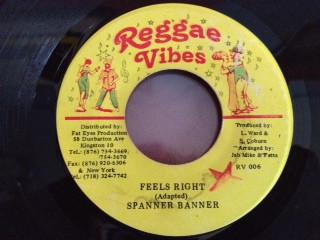 Reggae
Vibes
Distributed by:
Fat Eyes Production
58 Dunbarton Ave
Kingston 10
Tel: (876) 754-3669
754-3670
Fax: (876) 920-6306
& New York
Tel: (718) 324-7742
Produced by:
L. Ward &
S. Coburn
Arranged by:
Jah Mike & Fatta
RV 006
FEELS RIGHT
(Adapted)
SPANNER BANNER